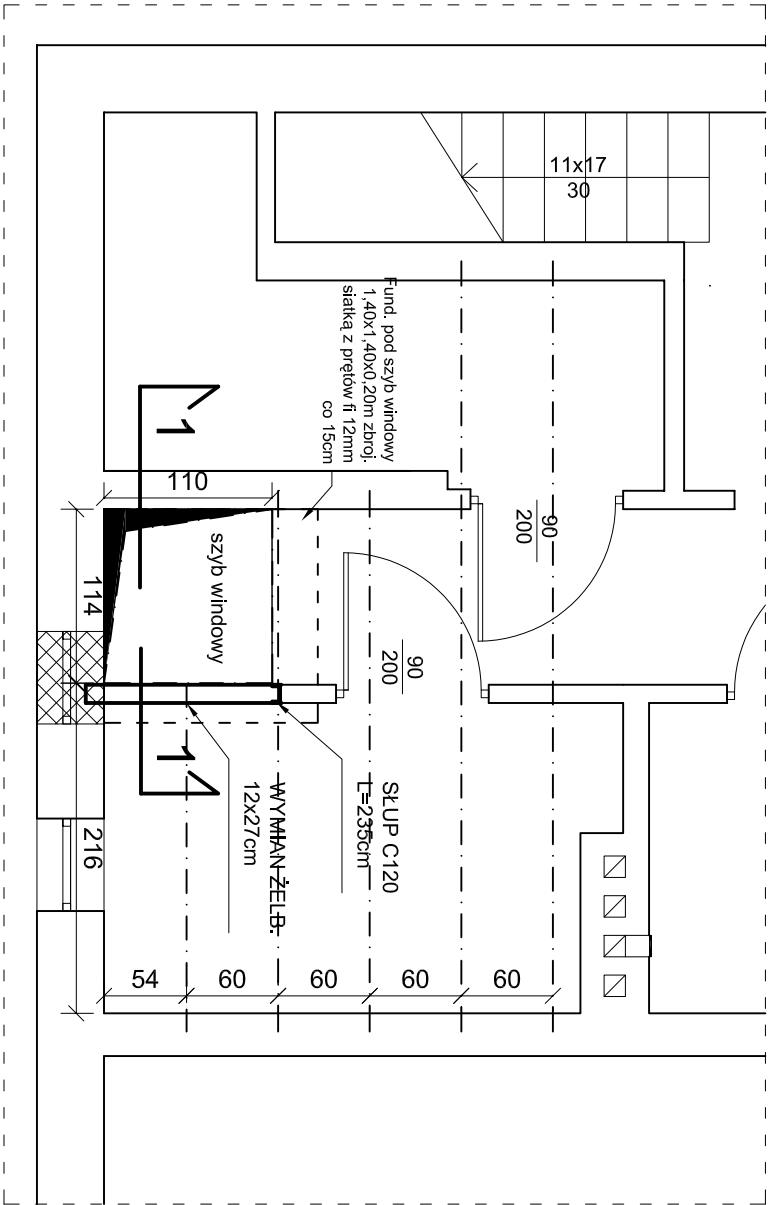 11x17
30
Fund. pod szyb windowy
1,40x1,40x0,20m zbroj.
siatką z prętów fi 12mm
co 15cm
1
110
szyb windowy
90
200
114
90
200
1
SŁUP C120
L=235cm
WYMIAN ŻELB.
12x27cm
216
54
60
60
60
60